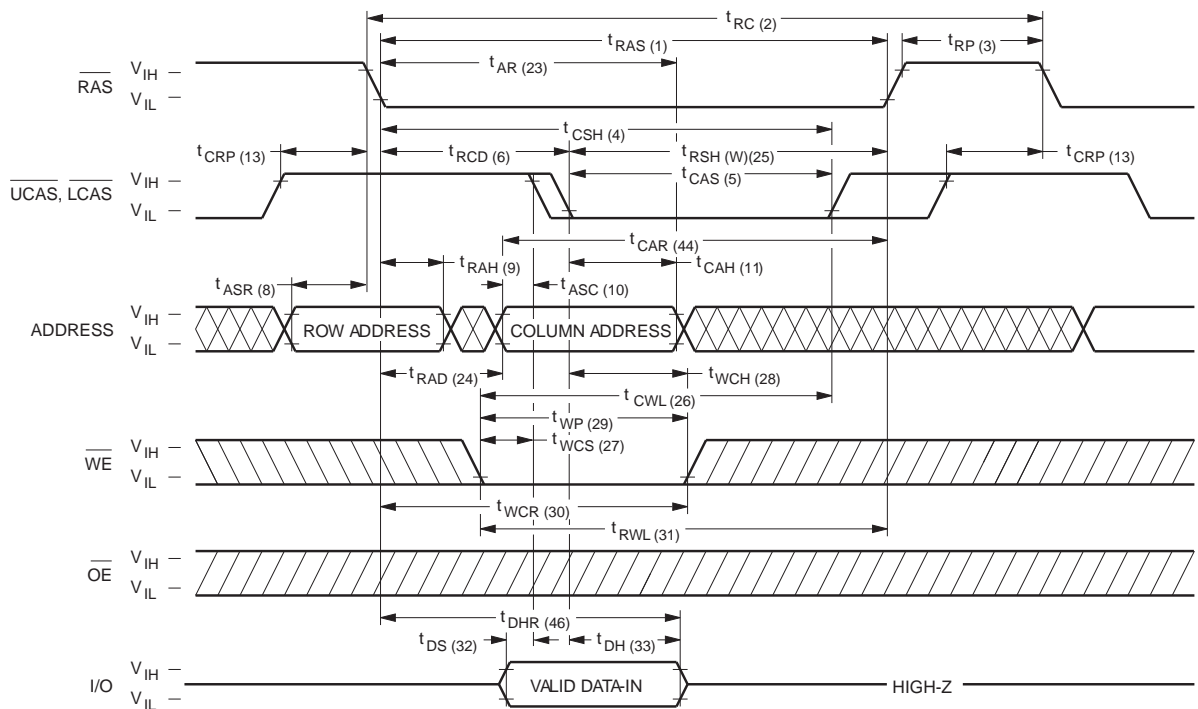 t RC (2)
t RAS (1)
t RP (3)
t AR (23)
RAS
V IH
V IL
t CSH (4)
t CRP (13)
t RCD (6)
t RSH (W)(25)
t CRP (13)
t CAS (5)
UCAS, LCAS
V IH
V IL
t CAR (44)
t RAH (9)
t CAH (11)
t ASR (8)
t ASC (10)
ADDRESS
V IH
V IL
ROW ADDRESS
COLUMN ADDRESS
t RAD (24)
t WCH (28)
t CWL (26)
t WP (29)
t WCS (27)
WE
V IH
V IL
t WCR (30)
t RWL (31)
OE
V IH
V IL
t DHR (46)
t DS (32)
t DH (33)
I/O
V IH
V IL
VALID DATA-IN
HIGH-Z